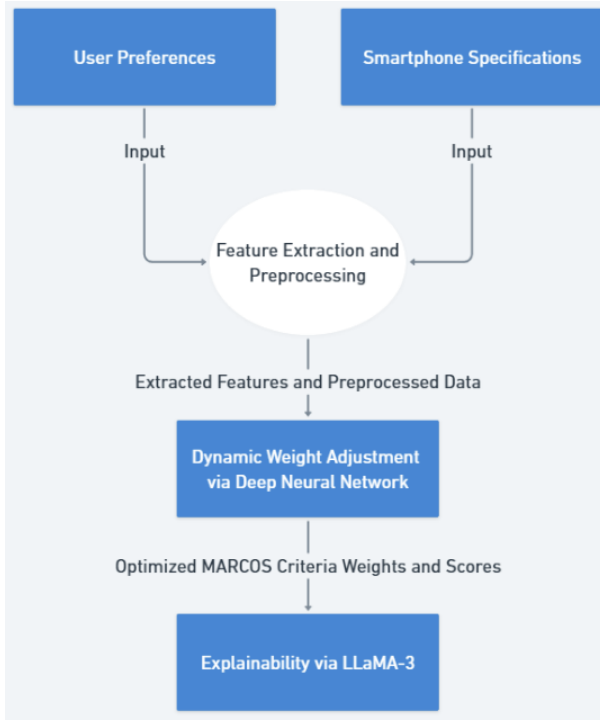 User Preferences
Smartphone Specifications
Input
Input
Feature Extraction and
Preprocessing
Extracted Features and Preprocessed Data
Dynamic Weight Adjustment
via Deep Neural Network
Optimized MARCOS Criteria Weights and Scores
Explainability via LLaMA-3